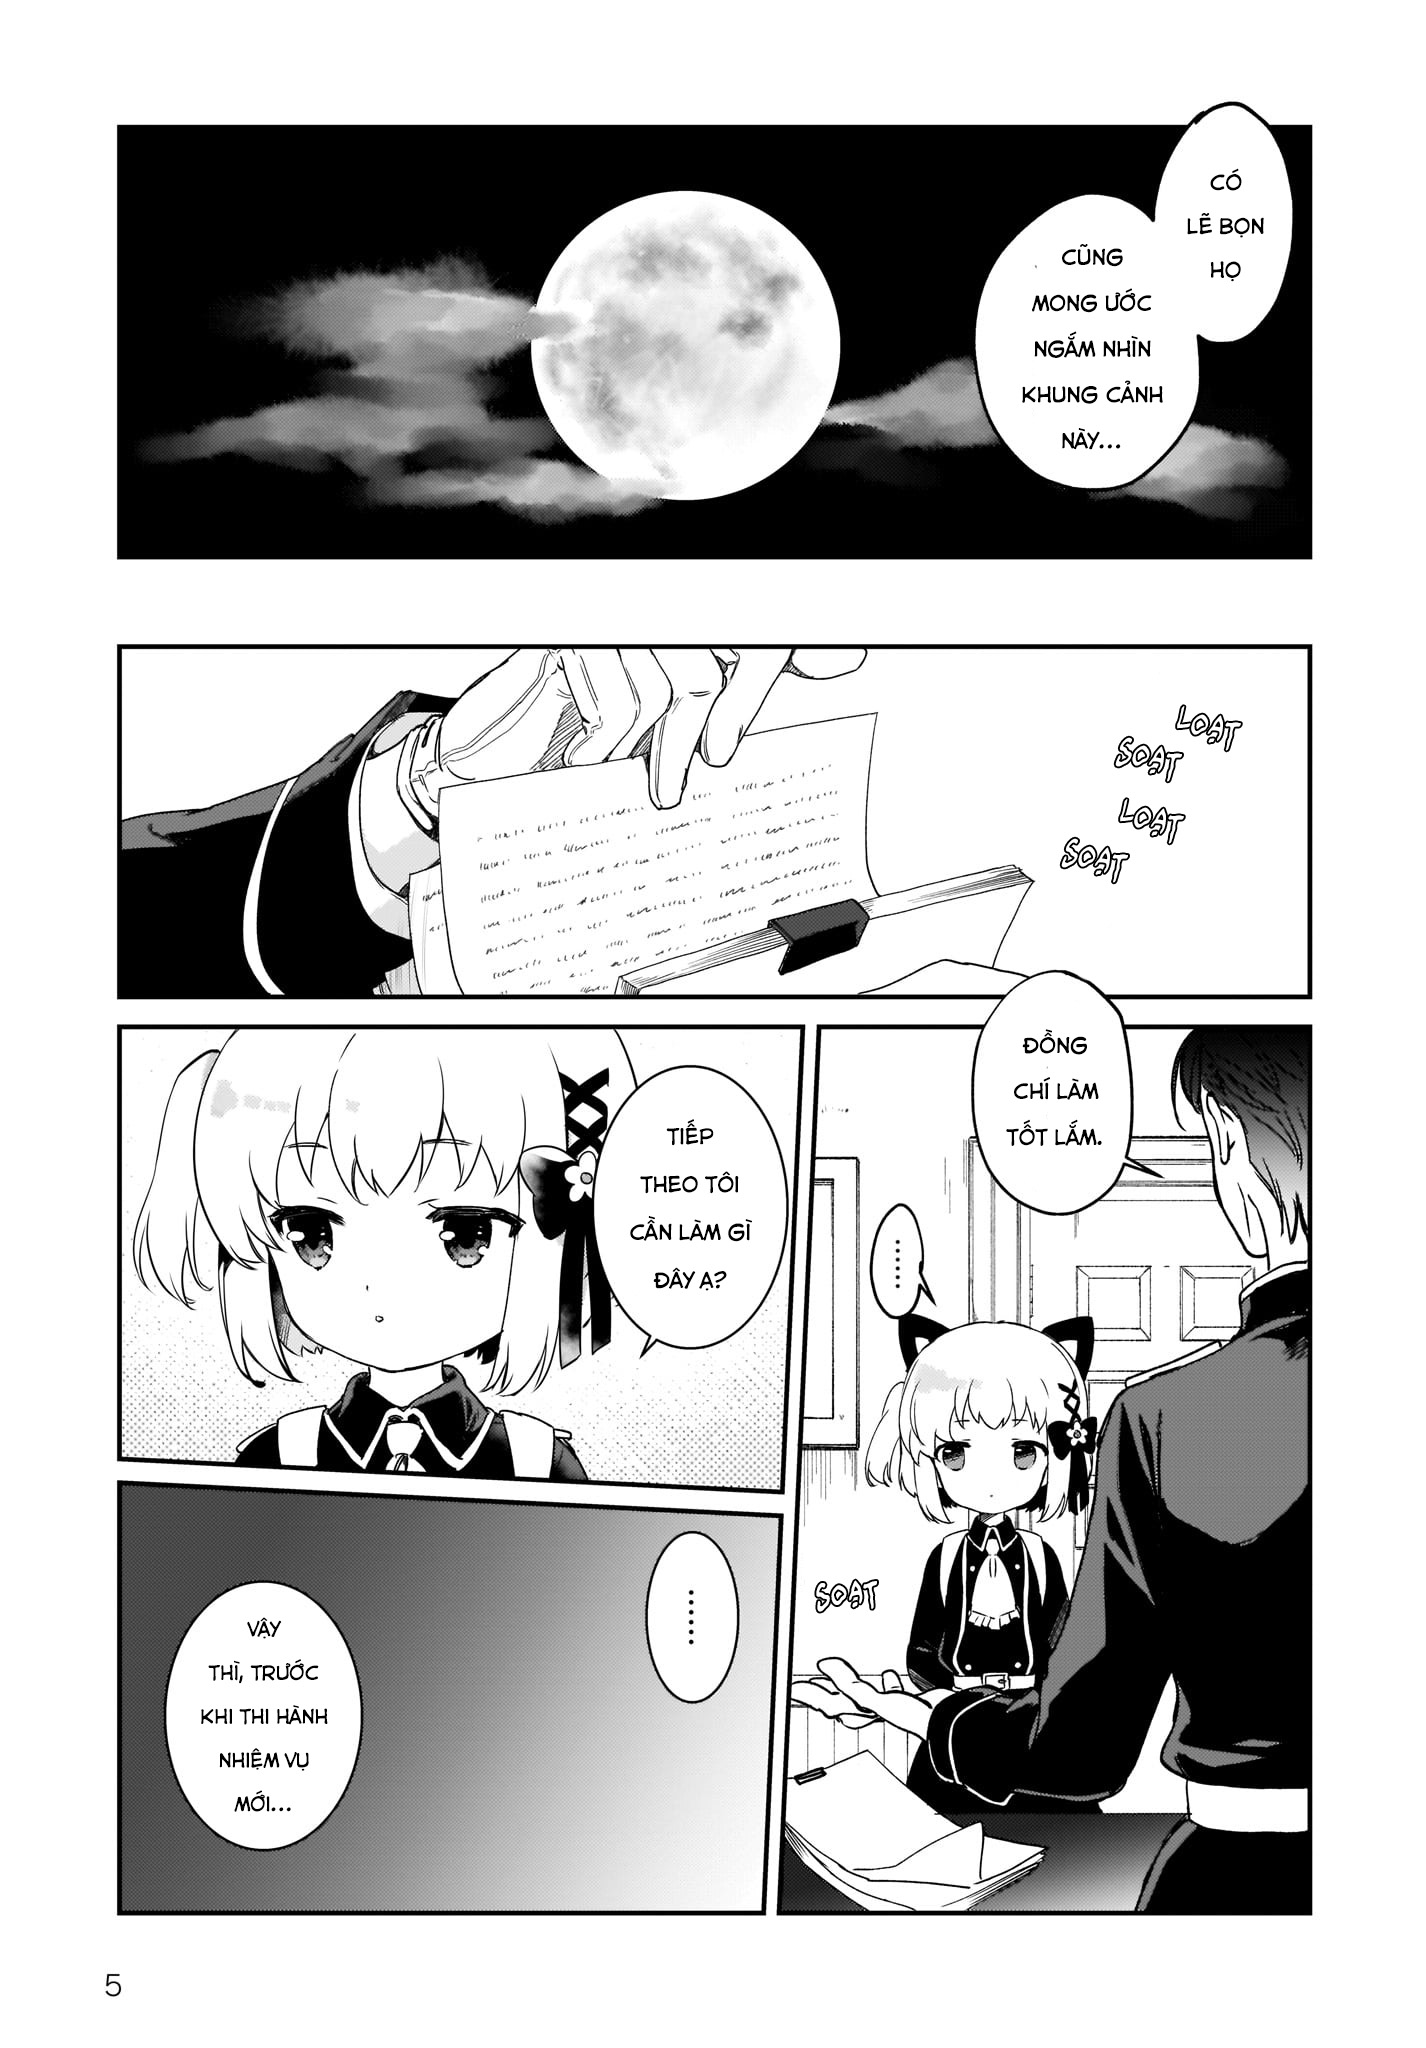 CÓ
LẼ BỌN
HỌ
CŨNG
MONG ƯỚC
NGẮM NHÌN
KHUNG CẢNH
NÀY...
LOẠT
SOẠT
LOẠT
SOẠT
ĐỒNG
CHÍ LÀM
TỐT LẮM.
......
SOẠT
TIẾP
THEO TÔI
CẦN LÀM GÌ
ĐÂY Ạ?
......
VẬY
THÌ, TRƯỚC
KHI THI HÀNH
NHIỆM VỤ
MỚI...
5